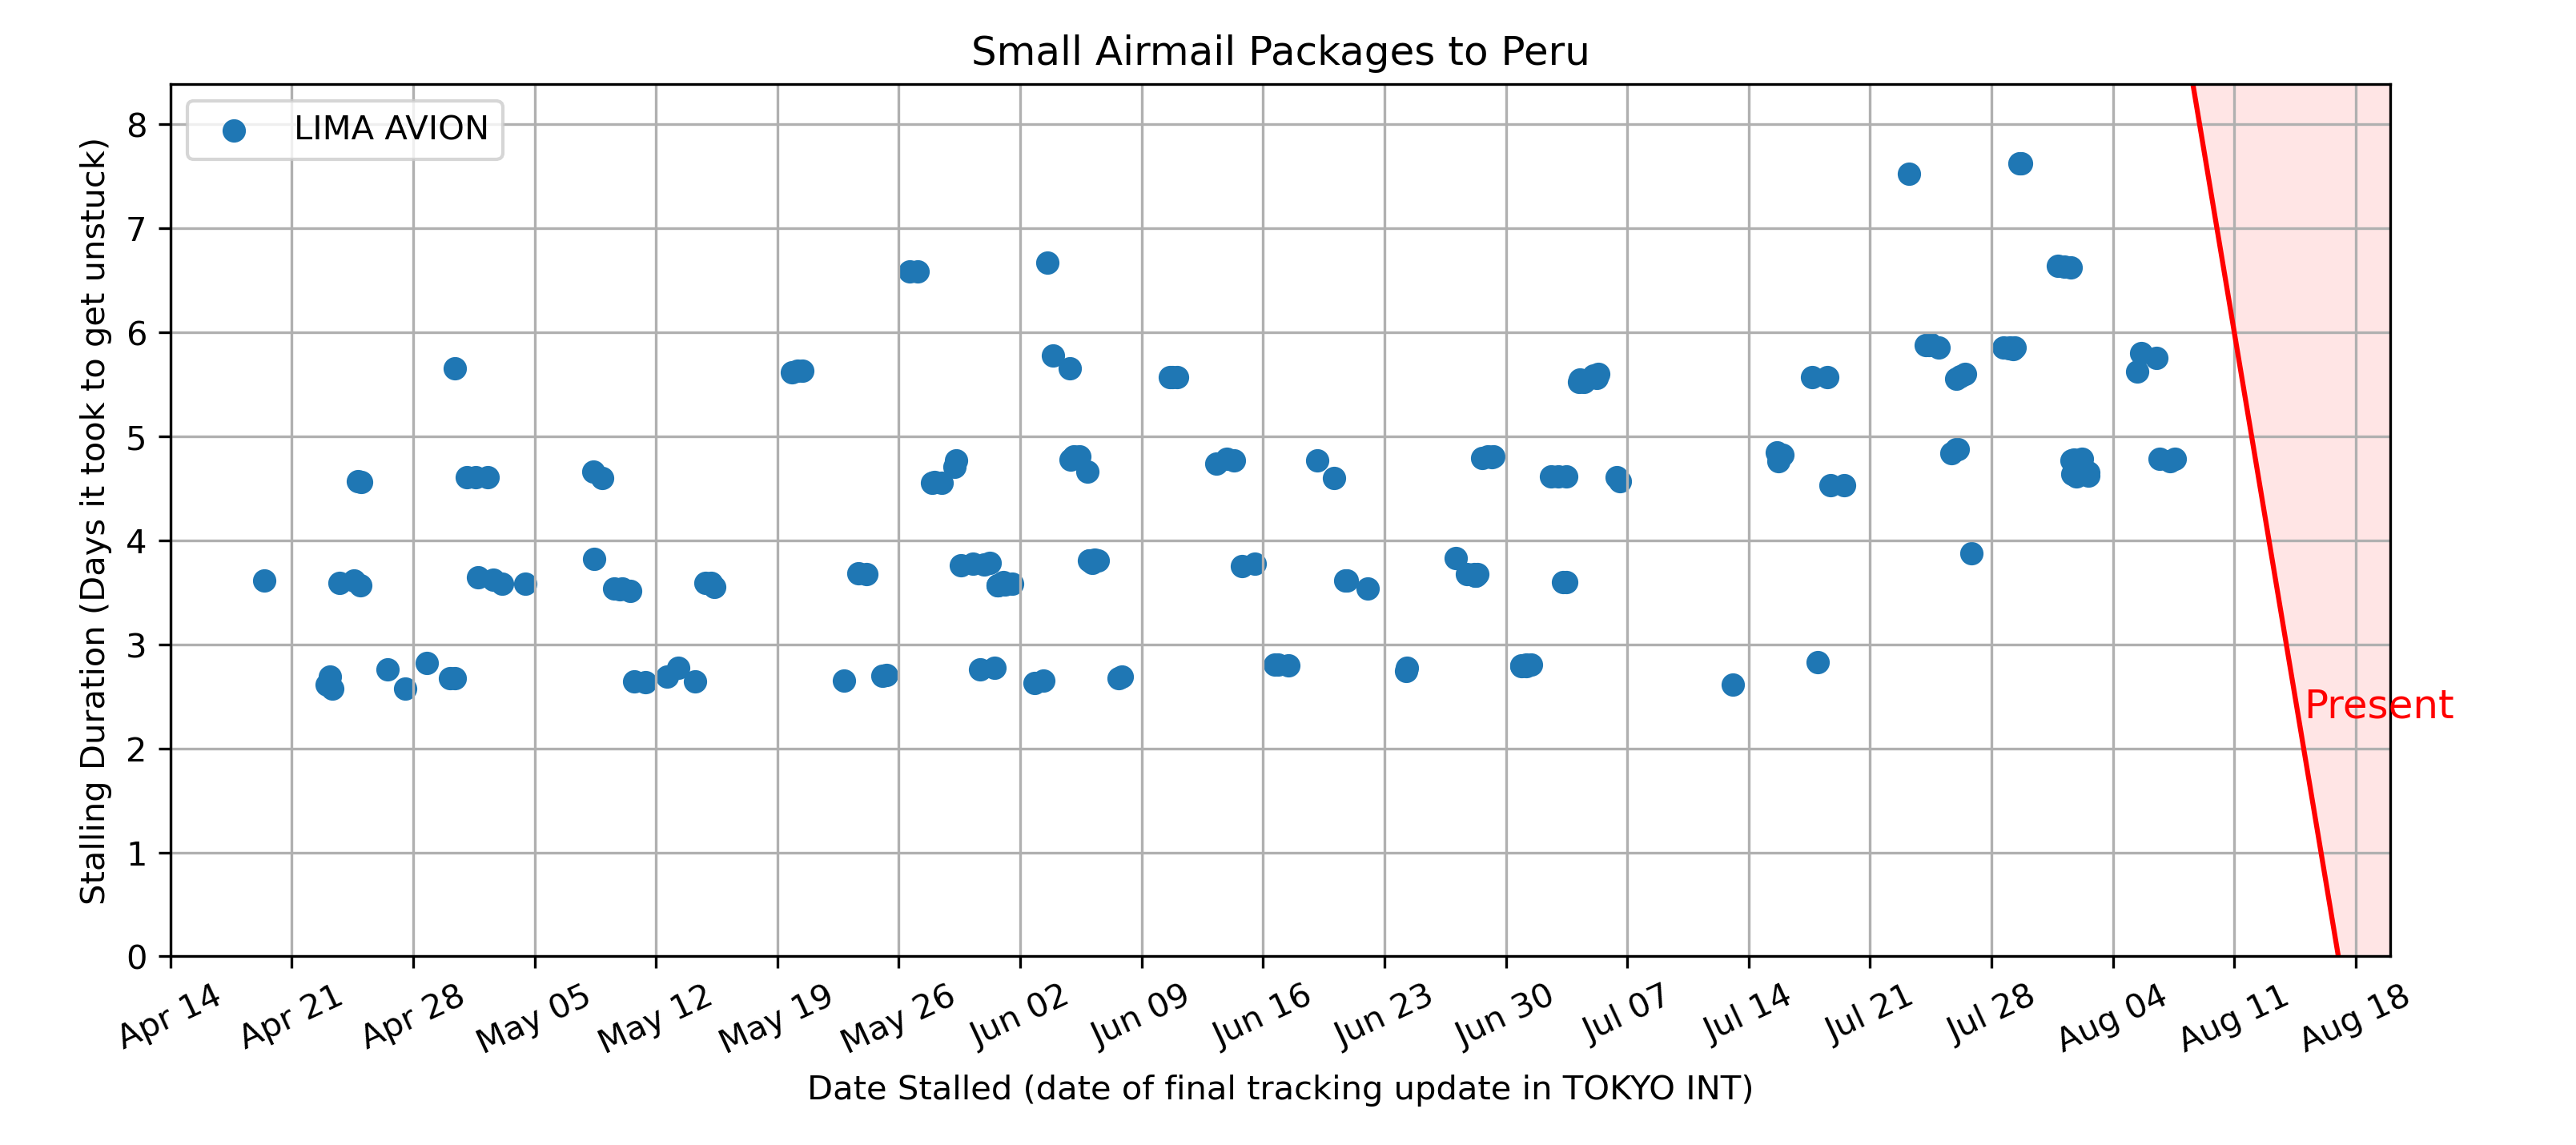 Small Airmail Packages to Peru
LIMA AVION
Stalling Duration (Days it took to get unstuck)
8
7
6
5
4
3
2
1
0
Present
Apr 14
Apr 21
Apr 28
May 05
May 12
May 19
May 26
Jun 02
Jun 09
Jun 16
Jun 23
Jun 30
Jul 07
Jul 14
Jul 21
Jul 28
Aug 04
Aug 11
Aug 18
Date Stalled (date of final tracking update in TOKYO INT)